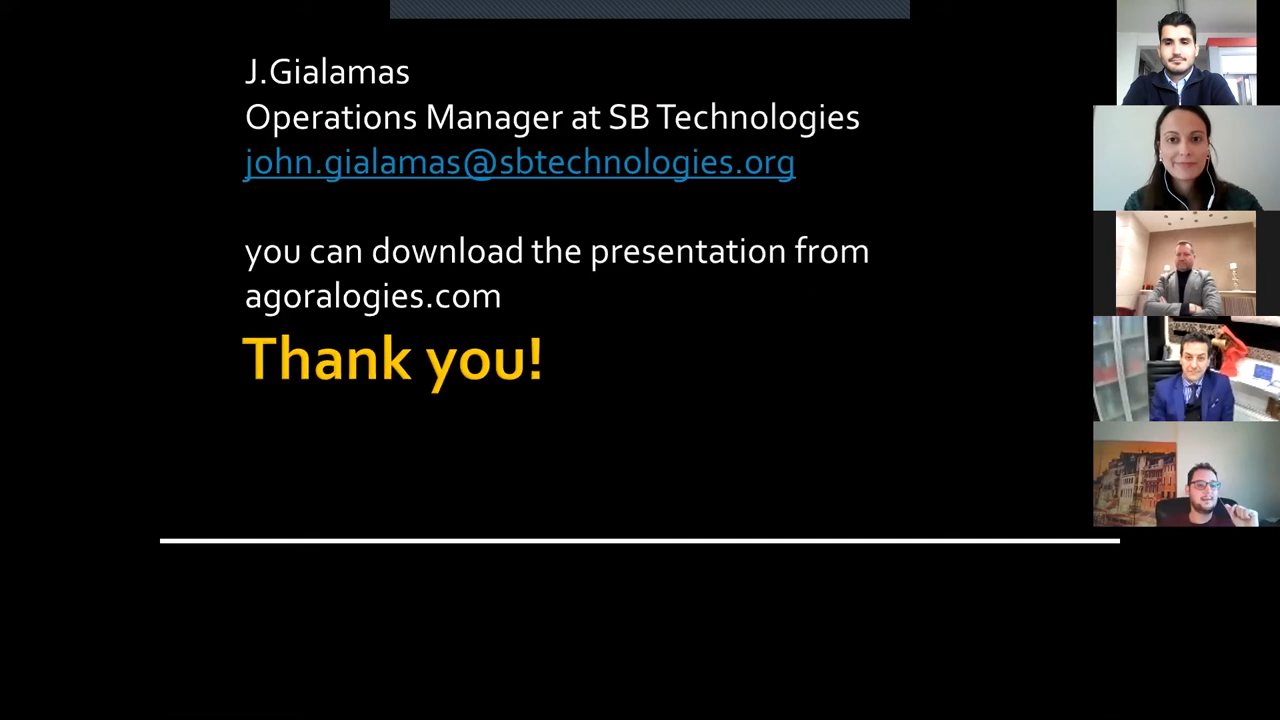 J.Gialamas
Operations Manager at SB Technologies
john.gialamas@sbtechnologies.org
you can download the presentation from
agoralogies.com
Thank you!